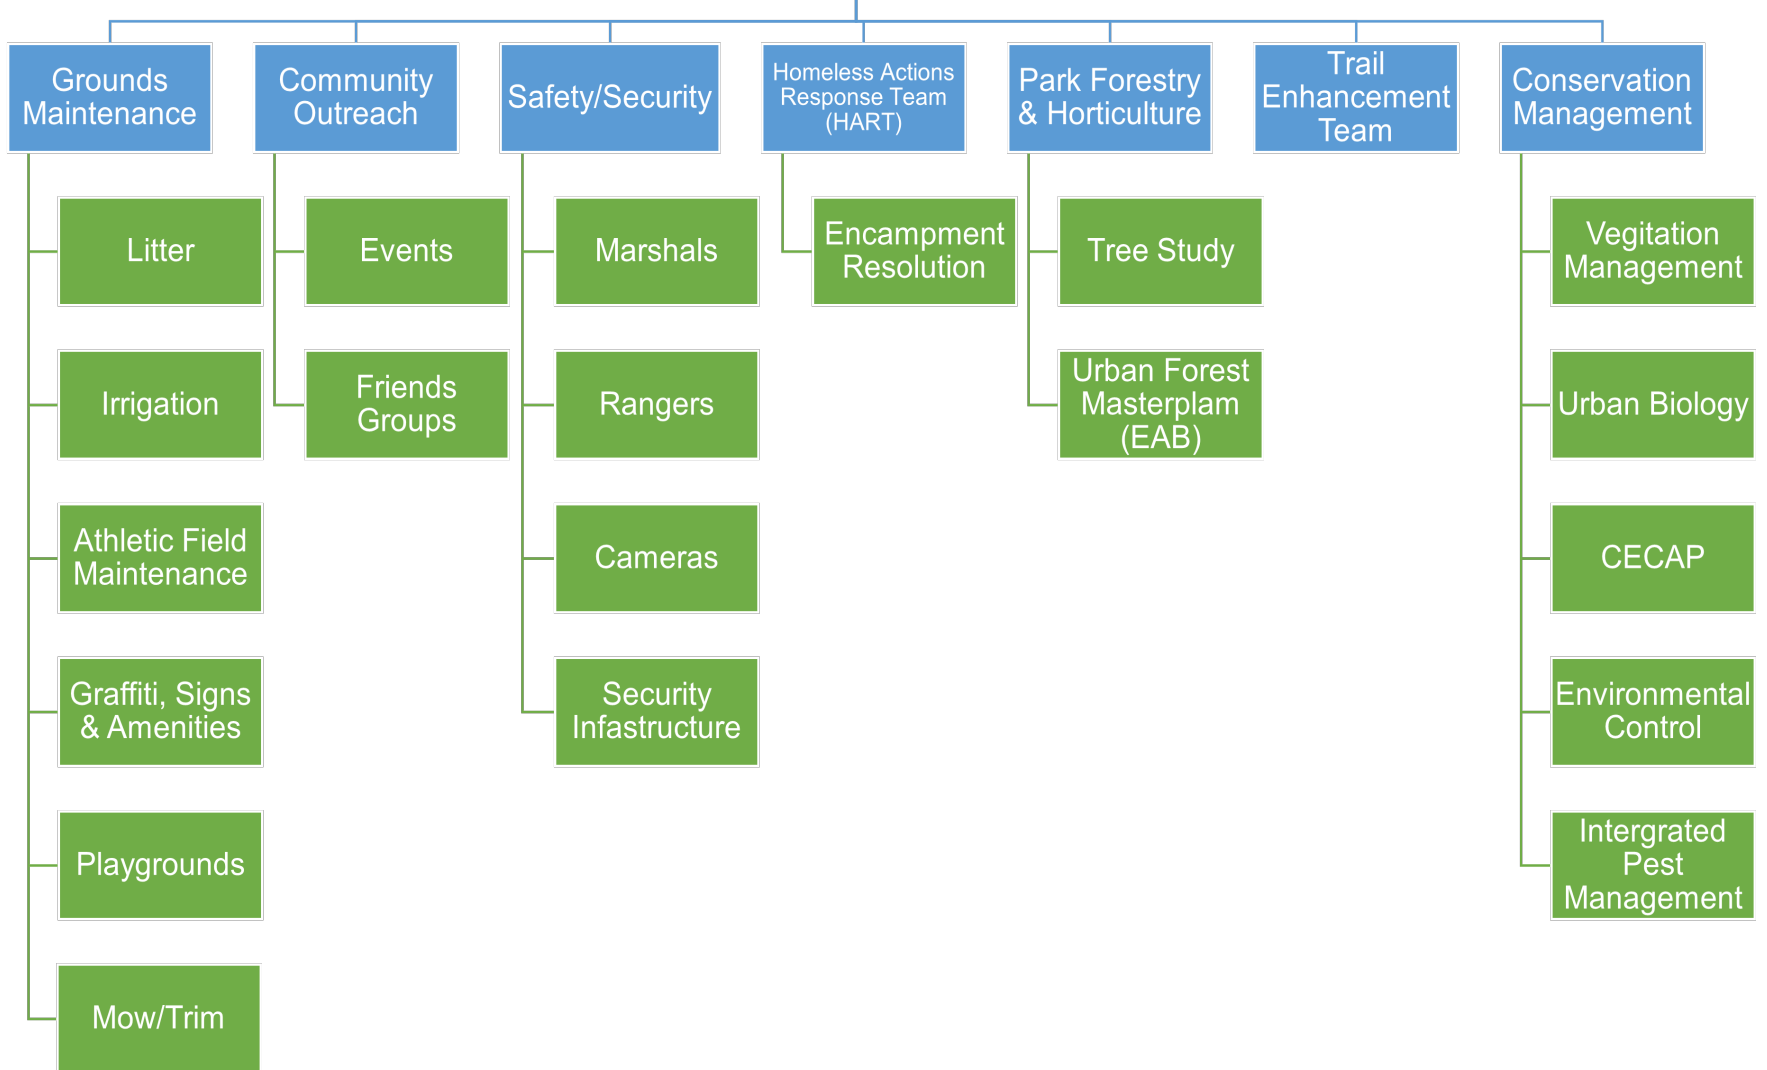 Grounds
Maintenance
Community
Outreach
Safety/Security
Homeless Actions
Response Team
(HART)
Park Forestry
& Horticulture
Trail
Enhancement
Team
Conservation
Management
Litter
Irrigation
Athletic Field
Maintenance
Graffiti, Signs
& Amenities
Playgrounds
Mow/Trim
Events
Friends
Groups
Marshals
Rangers
Cameras
Security
Infastructure
Encampment
Resolution
Tree Study
Urban Forest
Masterplam
(EAB)
Vegitation
Management
Urban Biology
CECAP
Environmental
Control
Intergrated
Pest
Management